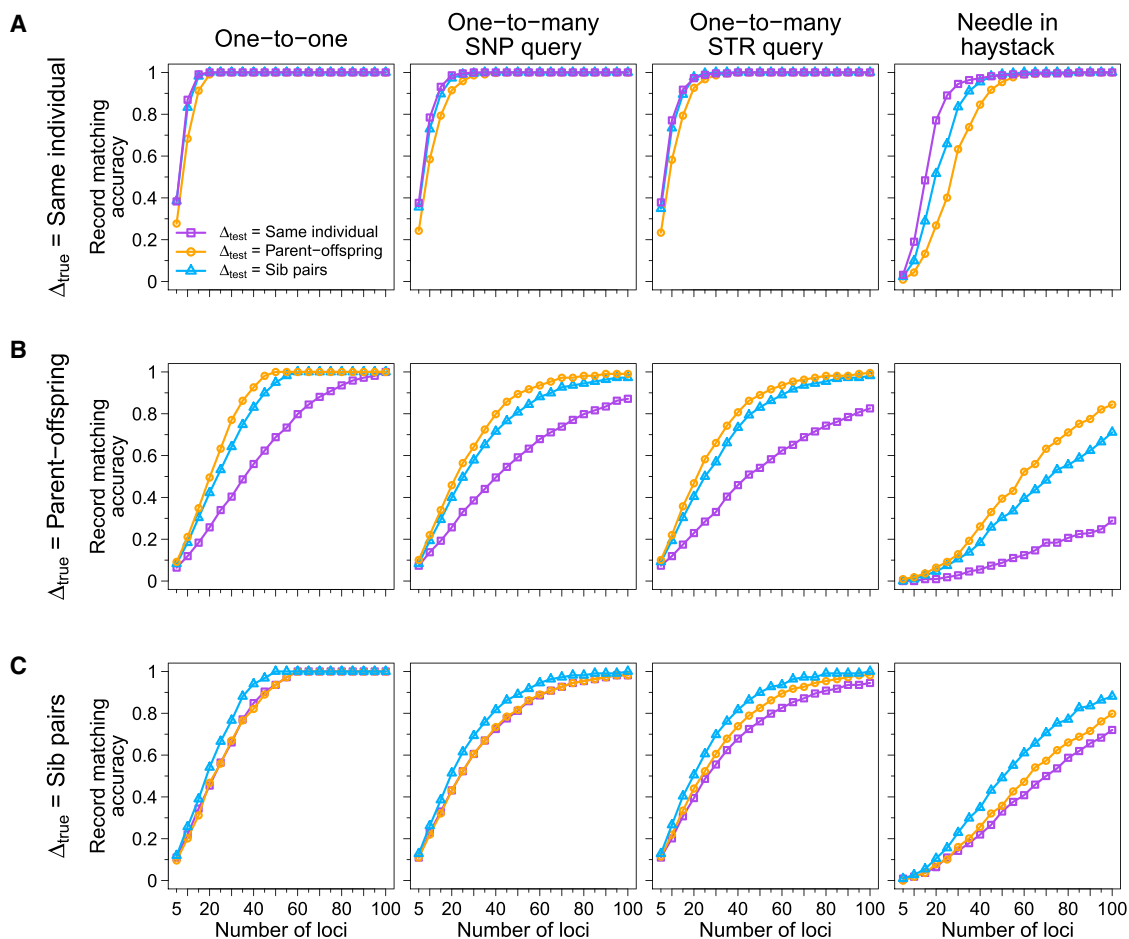 A
One−to−one
One−to−many
SNP query
One−to−many
STR query
Needle in
haystack
Δtrue = Same individual
Record matching
accuracy
1
0.8
0.6
0.4
0.2
0
Δtest = Same individual
Δtest = Parent−offspring
Δtest = Sib pairs
B
Δtrue = Parent−offspring
Record matching
accuracy
1
0.8
0.6
0.4
0.2
0
C
Δtrue = Sib pairs
Record matching
accuracy
1
0.8
0.6
0.4
0.2
0
5 20 40 60 80 100
5 20 40 60 80 100
5 20 40 60 80 100
5 20 40 60 80 100
Number of loci
Number of loci
Number of loci
Number of loci